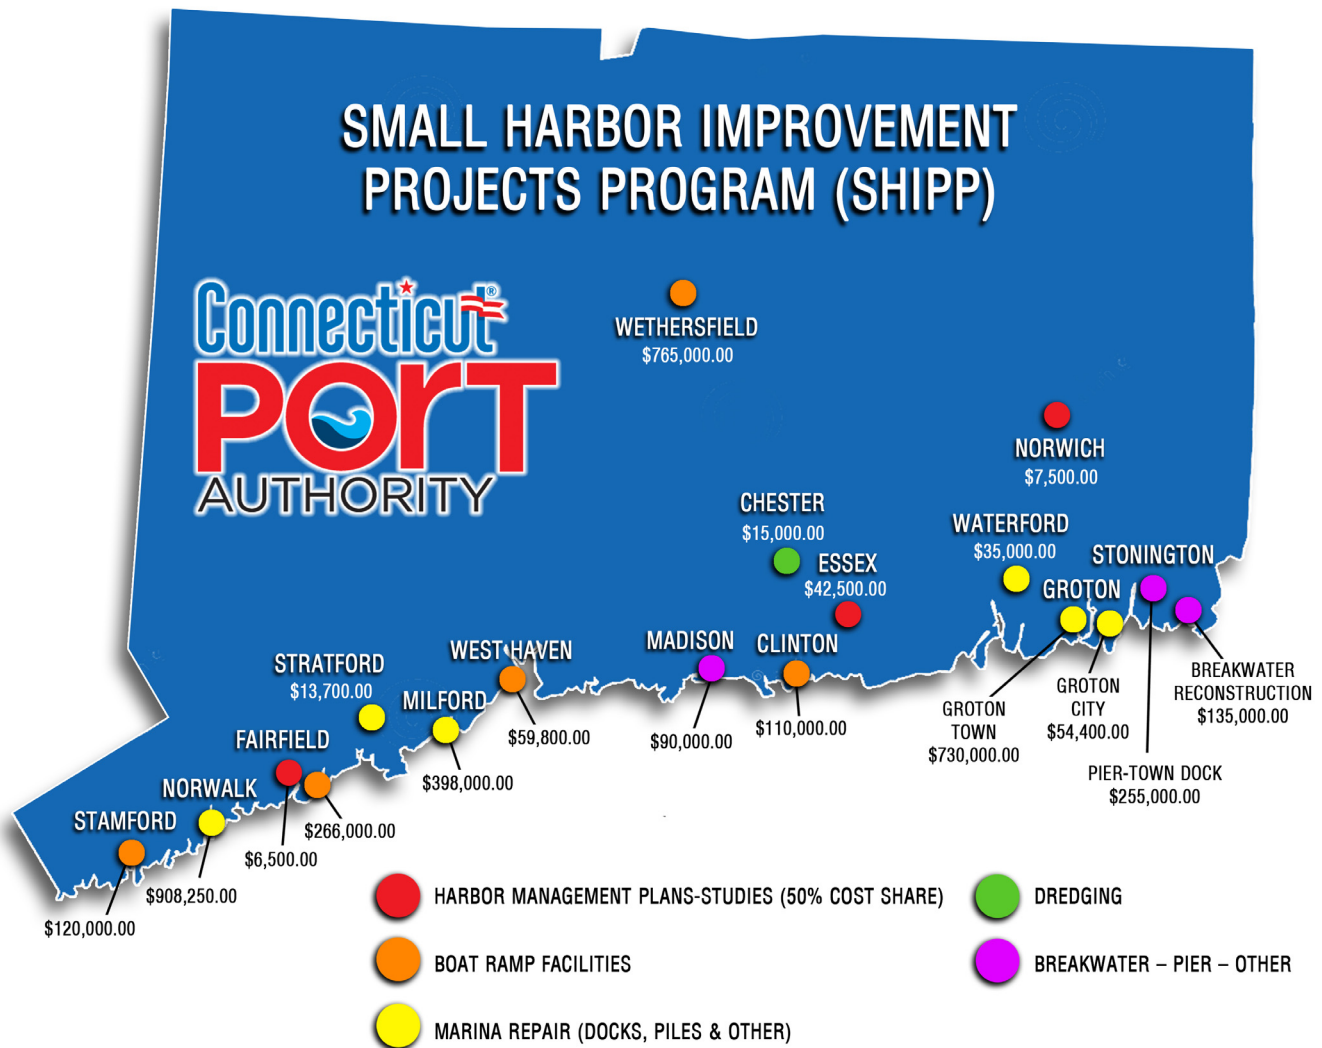 SMALL HARBOR IMPROVEMENT
PROJECTS PROGRAM (SHIPP)
Connecticut®
PORT
AUTHORITY
WETHERSFIELD
$765,000.00
NORWICH
$7,500.00
CHESTER
$15,000.00
ESSEX
$42,500.00
WATERFORD
$35,000.00
STONINGTON
GROTON
BREAKWATER
RECONSTRUCTION
$135,000.00
PIER-TOWN DOCK
$255,000.00
GROTON
CITY
$54,400.00
GROTON
TOWN
$730,000.00
CLINTON
$110,000.00
MADISON
$90,000.00
WEST HAVEN
$59,800.00
MILFORD
$398,000.00
STRATFORD
$13,700.00
FAIRFIELD
$266,000.00
$6,500.00
NORWALK
$908,250.00
STAMFORD
$120,000.00
HARBOR MANAGEMENT PLANS-STUDIES (50% COST SHARE)
BOAT RAMP FACILITIES
MARINA REPAIR (DOCKS, PILES & OTHER)
DREDGING
BREAKWATER – PIER – OTHER